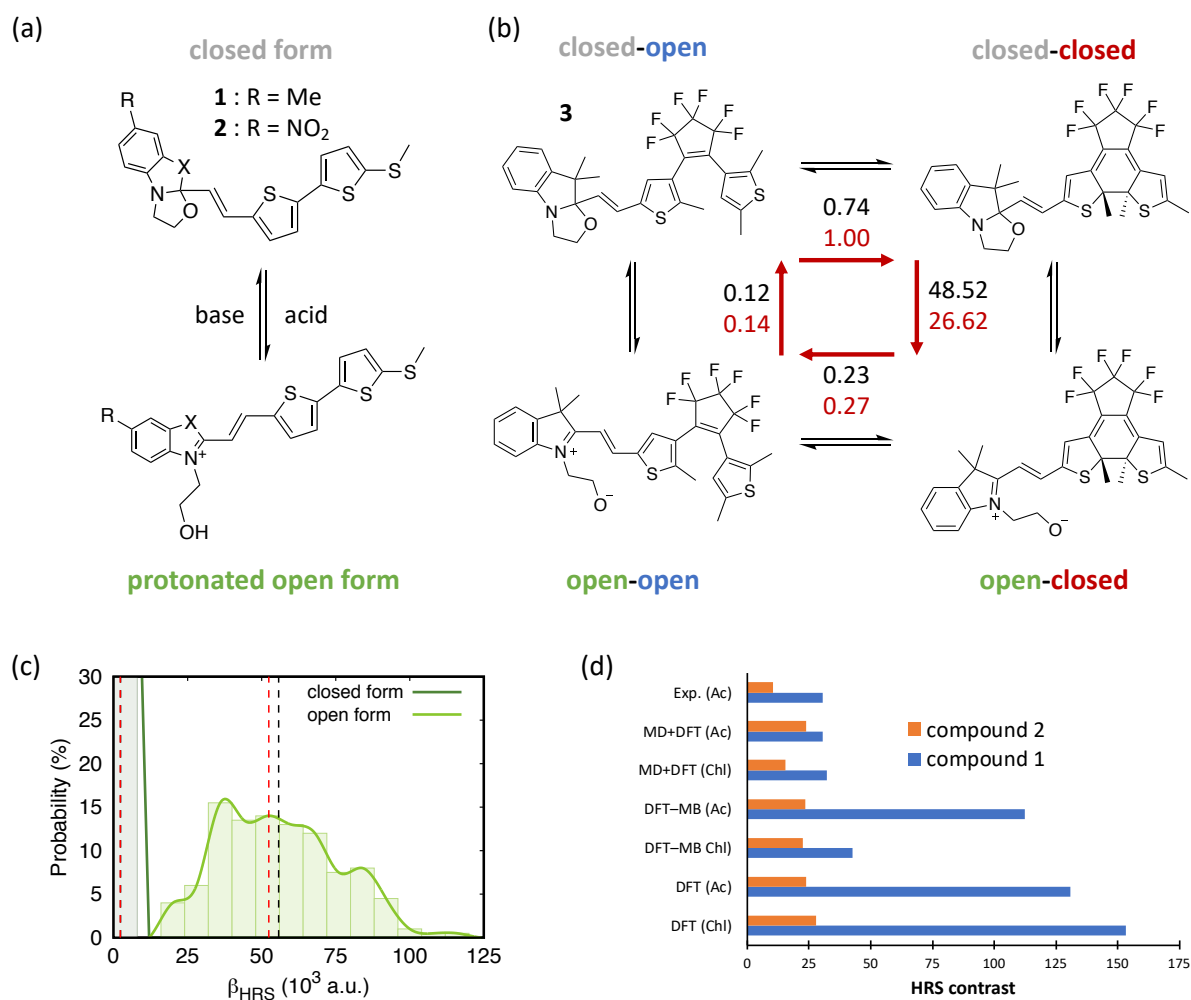 (a)
closed form
1 : R = Me
2 : R = NO2
R
X
N
O
S
S
S
base
acid
R
X
N+
S
S
S
OH
protonated open form
(b)
closed-open
closed-closed
3
F F
F F
F F
N
O
S
S
F F
F F
F F
N
O
S
S
0.74
1.00
0.12
0.14
48.52
26.62
0.23
0.27
F F
F F
F F
N+
O−
S
S
F F
F F
F F
N+
O−
S
S
open-open
open-closed
(c)
30
25
20
15
10
5
0
Probability (%)
closed form
open form
0 25 50 75 100 125
βHRS (10³ a.u.)
(d)
Exp. (Ac)
MD+DFT (Ac)
MD+DFT (Chl)
DFT–MB (Ac)
DFT–MB Chl)
DFT (Ac)
DFT (Chl)
compound 2
compound 1
0 25 50 75 100 125 150 175
HRS contrast